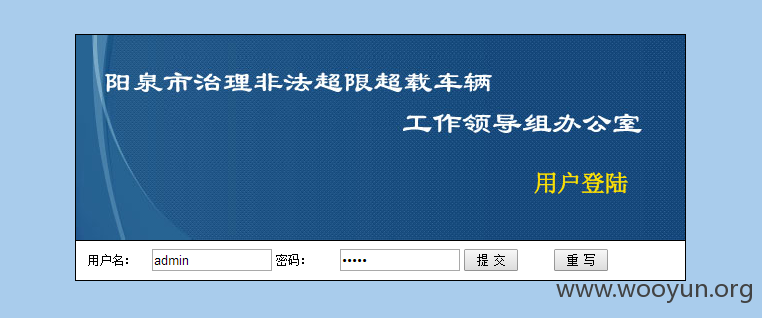 阳泉市治理非法超限超载车辆
工作领导组办公室
用户登陆
用户名: admin 密码: ••••• 提 交 重 写
www.wooyun.org